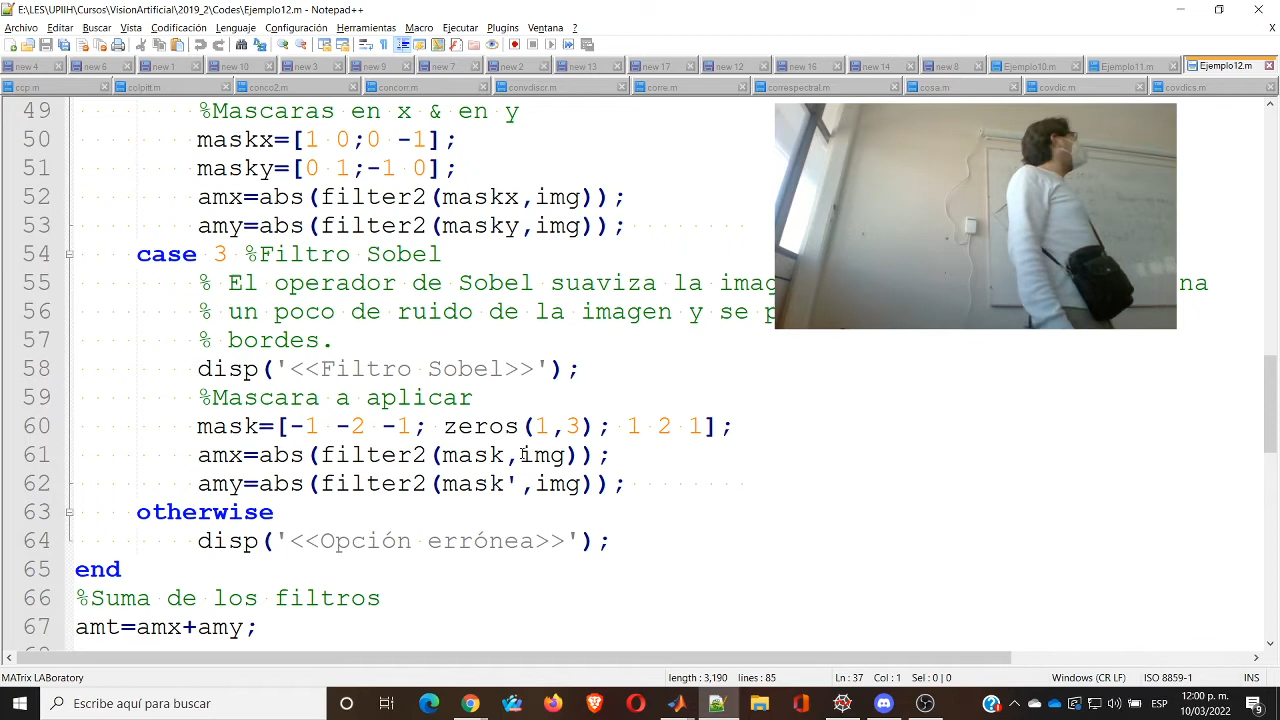 E:\LES\UPIIH\Cursos\VisionArtificial\2019_2\Codes\Ejemplo12.m - Notepad++
Archivo Editar Buscar Vista Codificación Lenguaje Configuración Herramientas Macro Ejecutar Plugins Ventana ?
new 4 new 6 new 1 new 10 new 3 new 9 new 7 new 2 new 13 new 17 new 12 new 16 new 14 new 8 Ejemplo10.m Ejemplo11.m Ejemplo12.m
ccp.m colpitt.m conco2.m concorr.m convdiscr.m corre.m correspectral.m cosa.m covdic.m covdics.m
49 %Mascaras en x & en y
50 maskx=[1 0;0 -1];
51 masky=[0 1;-1 0];
52 amx=abs(filter2(maskx,img));
53 amy=abs(filter2(masky,img));
54 case 3 %Filtro Sobel
55 % El operador de Sobel suaviza la imag na
56 % un poco de ruido de la imagen y se p
57 % bordes.
58 disp('<<Filtro Sobel>>');
59 %Mascara a aplicar
60 mask=[-1 -2 -1; zeros(1,3); 1 2 1];
61 amx=abs(filter2(mask,img));
62 amy=abs(filter2(mask',img));
63 otherwise
64 disp('<<Opción errónea>>');
65 end
66 %Suma de los filtros
67 amt=amx+amy;
MATrix LABoratory length : 3,190 lines : 85 Ln : 37 Col : 1 Sel : 0 | 0 Windows (CR LF) ISO 8859-1 INS
Escribe aquí para buscar ESP 12:00 p. m.
10/03/2022